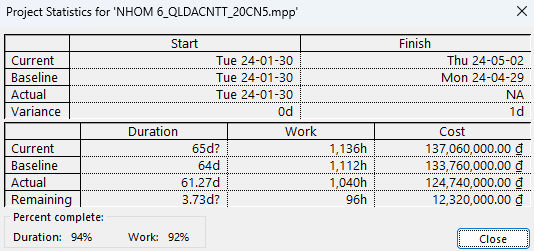 Project Statistics for 'NHOM 6_QLDACNTT_20CN5.mpp'
Start Finish
Current Tue 24-01-30 Thu 24-05-02
Baseline Tue 24-01-30 Mon 24-04-29
Actual Tue 24-01-30 NA
Variance 0d 1d
Duration Work Cost
Current 65d? 1,136h 137,060,000.00 ₫
Baseline 64d 1,112h 133,760,000.00 ₫
Actual 61.27d 1,040h 124,740,000.00 ₫
Remaining 3.73d? 96h 12,320,000.00 ₫
Percent complete:
Duration: 94% Work: 92%
Close